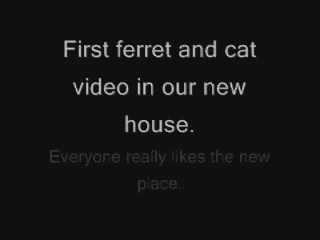 First ferret and cat
video in our new
house.
Everyone really likes the new
place.